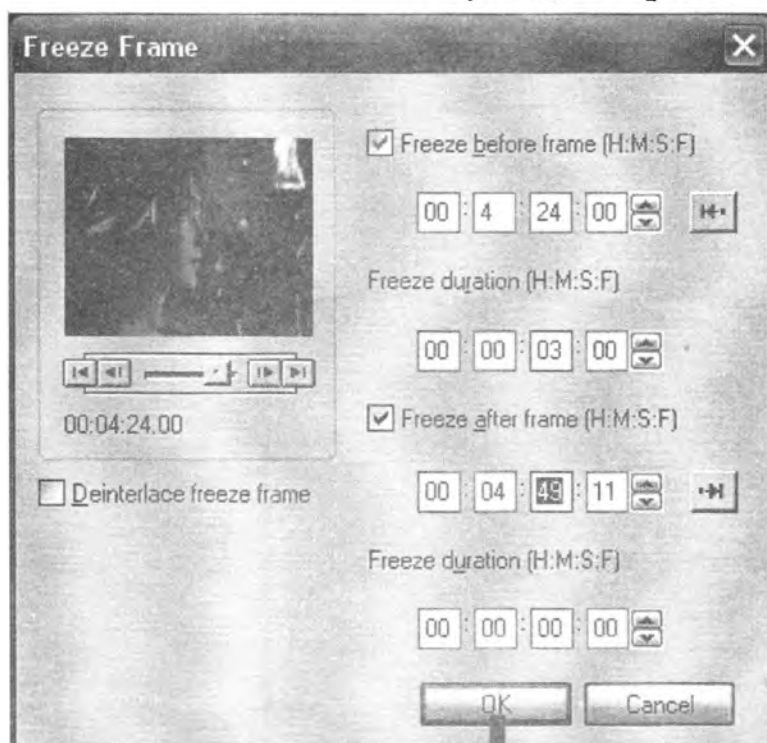 Freeze Frame
Freeze before frame (H:M:S:F)
00 : 4 : 24 : 00
Freeze duration (H:M:S:F)
00 : 00 : 03 : 00
00:04:24.00
Freeze after frame (H:M:S:F)
Deinterlace freeze frame
00 : 04 : 49 : 11
Freeze duration (H:M:S:F)
00 : 00 : 00 : 00
OK Cancel